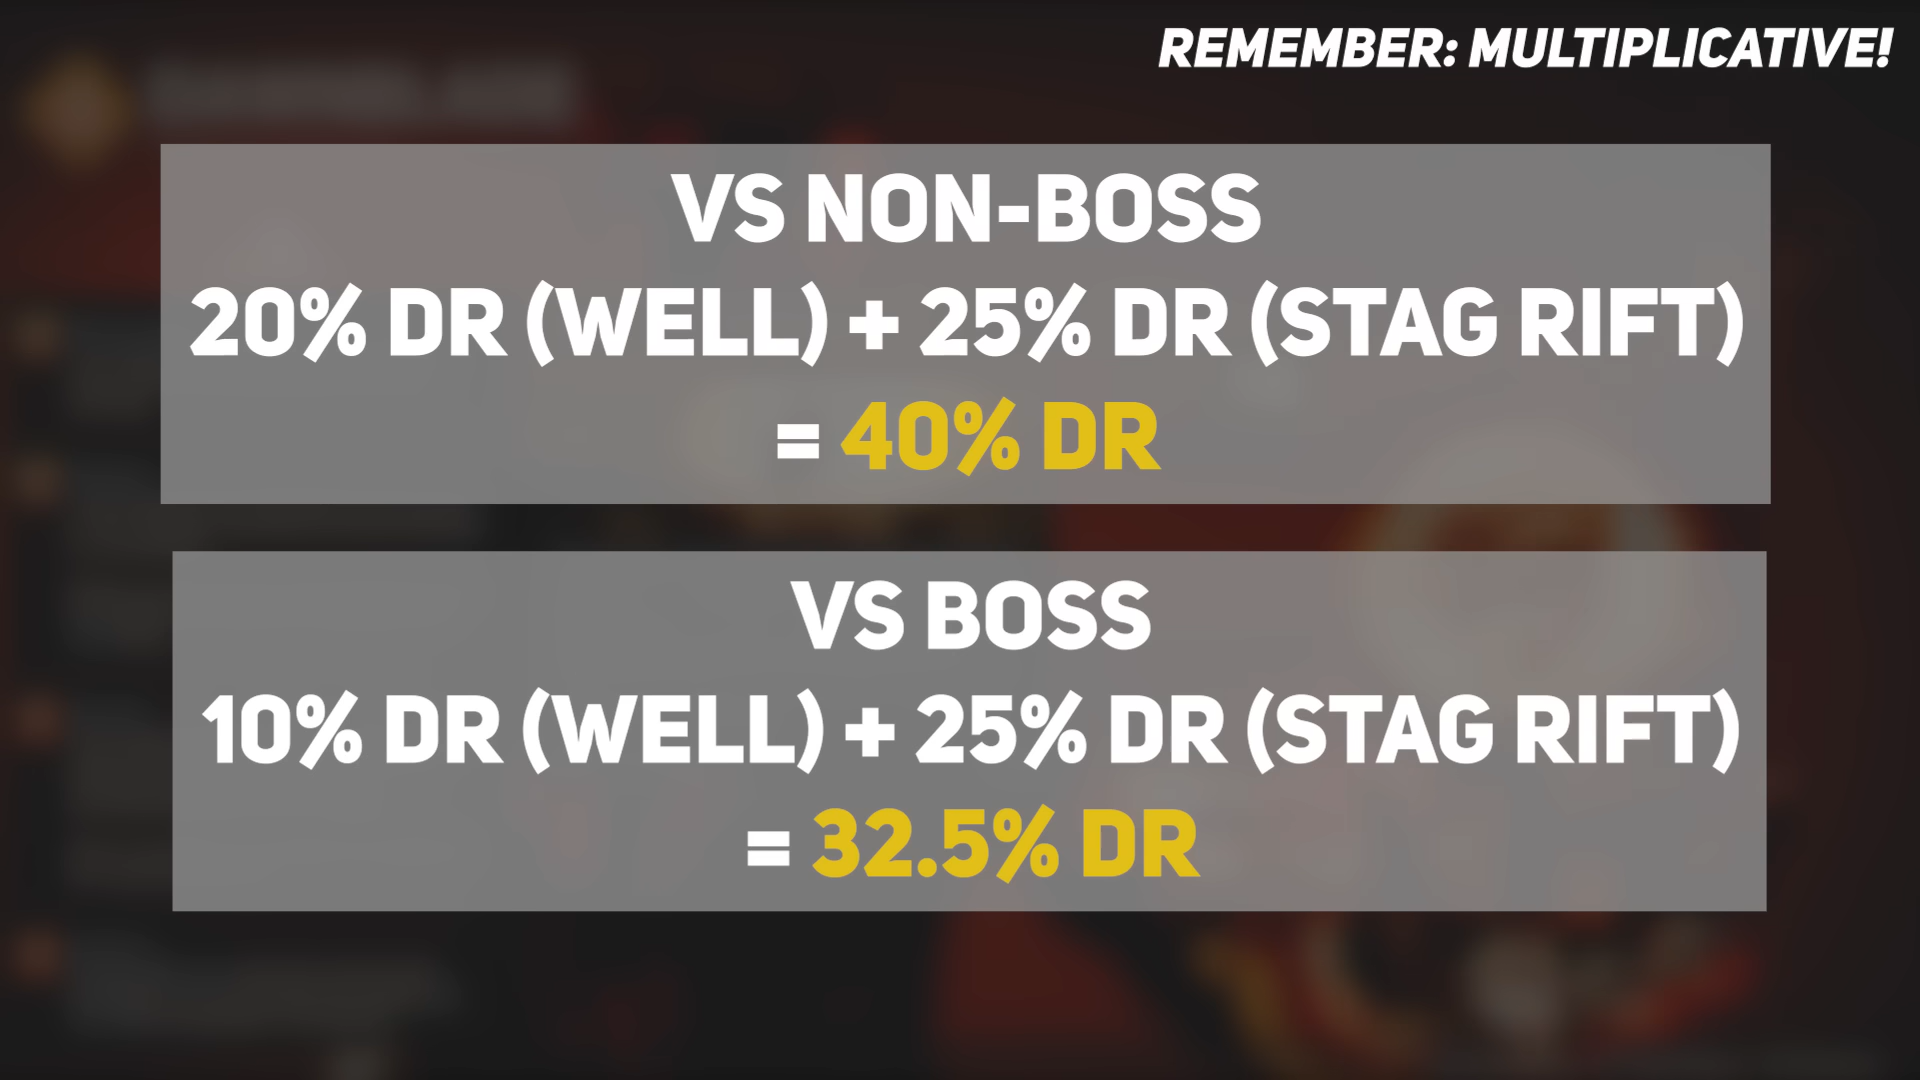 REMEMBER: MULTIPLICATIVE!
VS NON-BOSS
20% DR (WELL) + 25% DR (STAG RIFT)
= 40% DR
VS BOSS
10% DR (WELL) + 25% DR (STAG RIFT)
= 32.5% DR